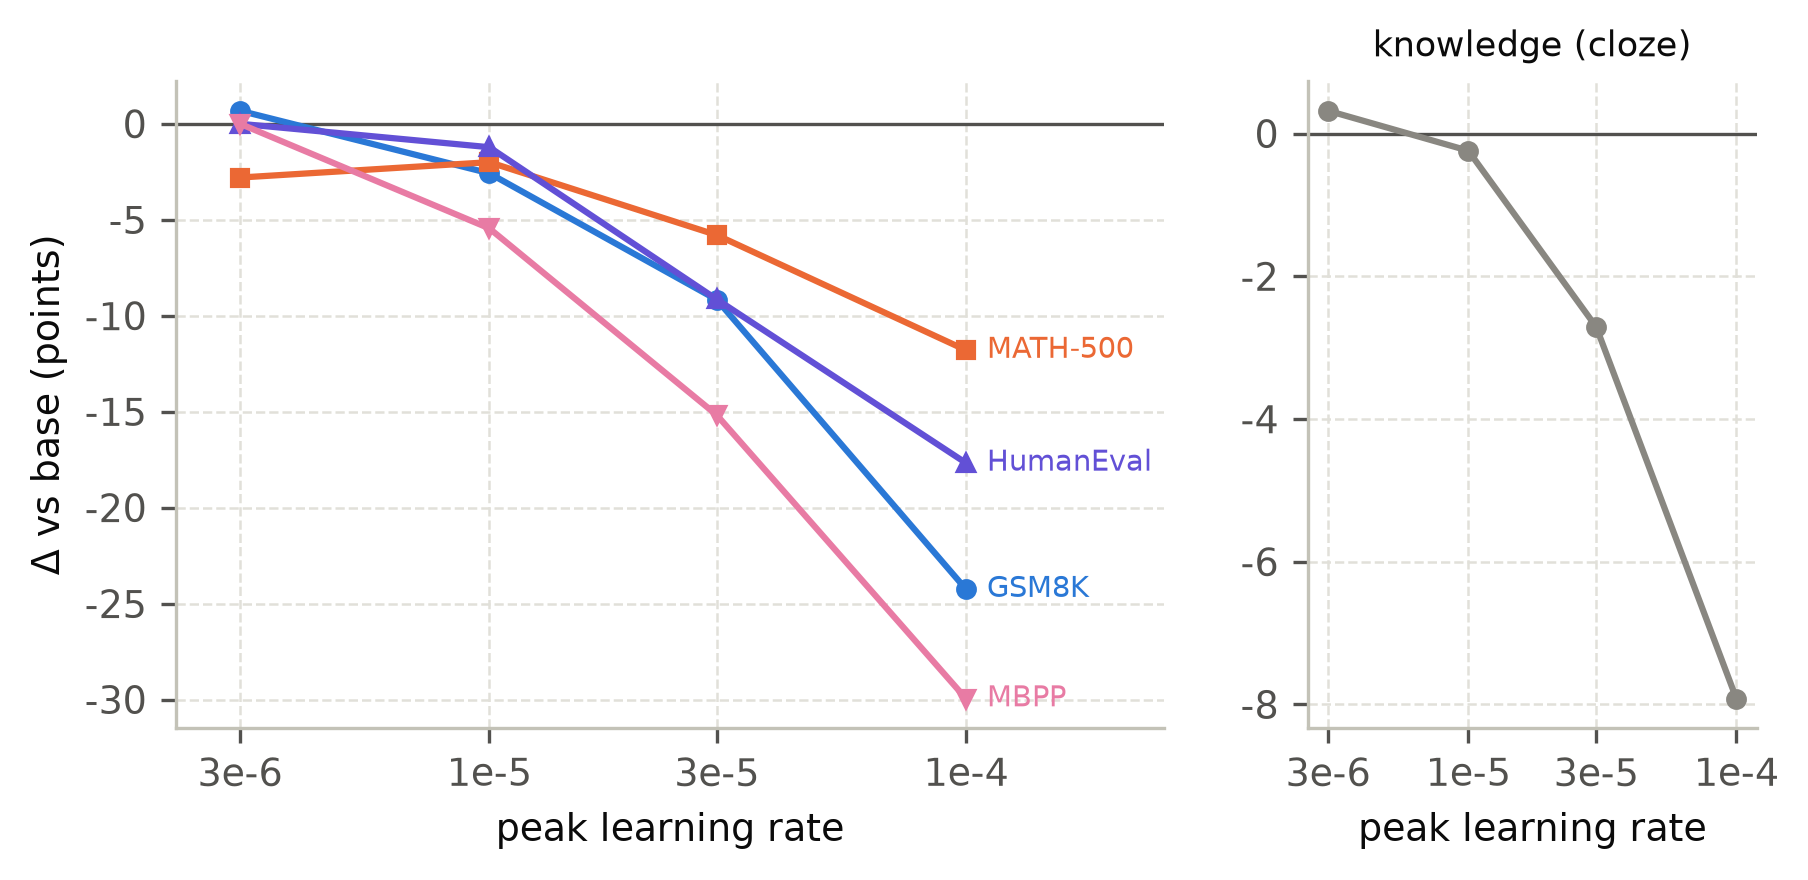 Δ vs base (points)
0
-5
-10
-15
-20
-25
-30
MATH-500
HumanEval
GSM8K
MBPP
3e-6 1e-5 3e-5 1e-4
peak learning rate
knowledge (cloze)
0
-2
-4
-6
-8
3e-6 1e-5 3e-5 1e-4
peak learning rate